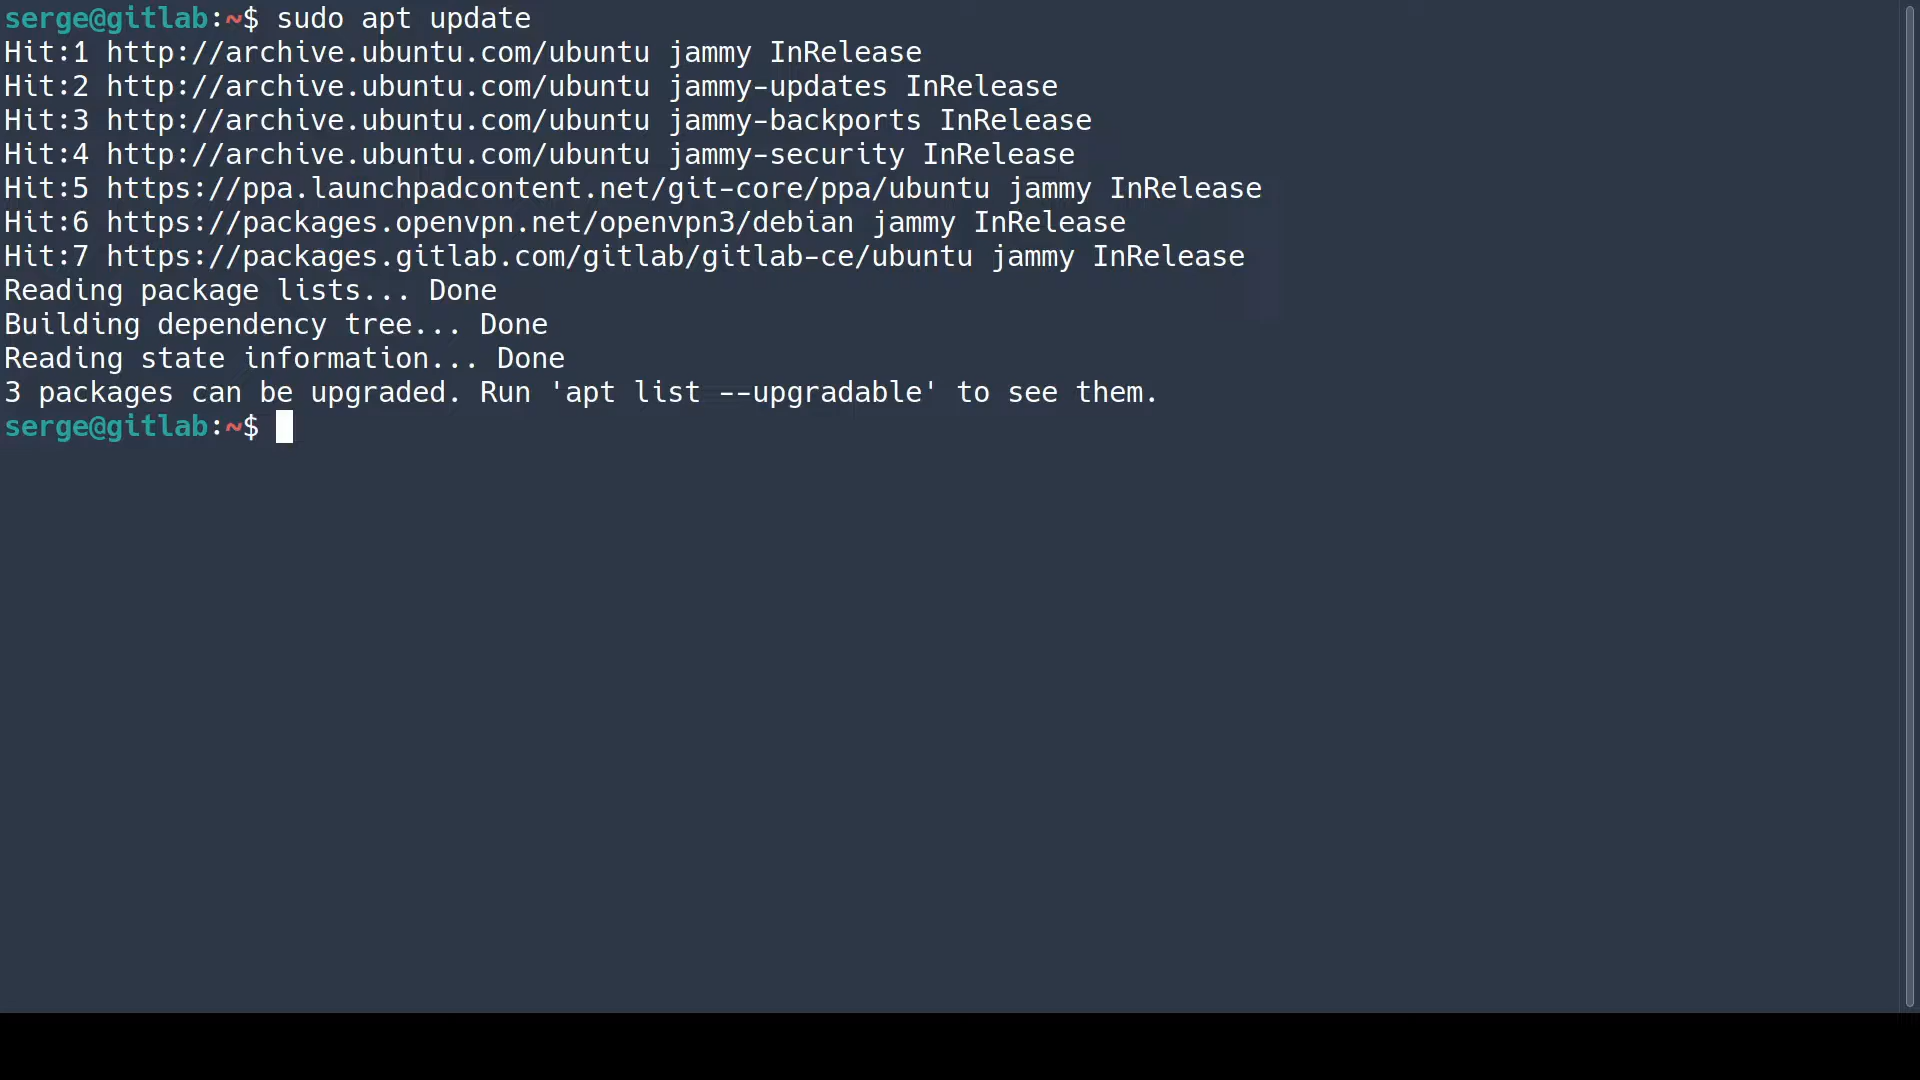 serge@gitlab:~$ sudo apt update
Hit:1 http://archive.ubuntu.com/ubuntu jammy InRelease
Hit:2 http://archive.ubuntu.com/ubuntu jammy-updates InRelease
Hit:3 http://archive.ubuntu.com/ubuntu jammy-backports InRelease
Hit:4 http://archive.ubuntu.com/ubuntu jammy-security InRelease
Hit:5 https://ppa.launchpadcontent.net/git-core/ppa/ubuntu jammy InRelease
Hit:6 https://packages.openvpn.net/openvpn3/debian jammy InRelease
Hit:7 https://packages.gitlab.com/gitlab/gitlab-ce/ubuntu jammy InRelease
Reading package lists... Done
Building dependency tree... Done
Reading state information... Done
3 packages can be upgraded. Run 'apt list --upgradable' to see them.
serge@gitlab:~$